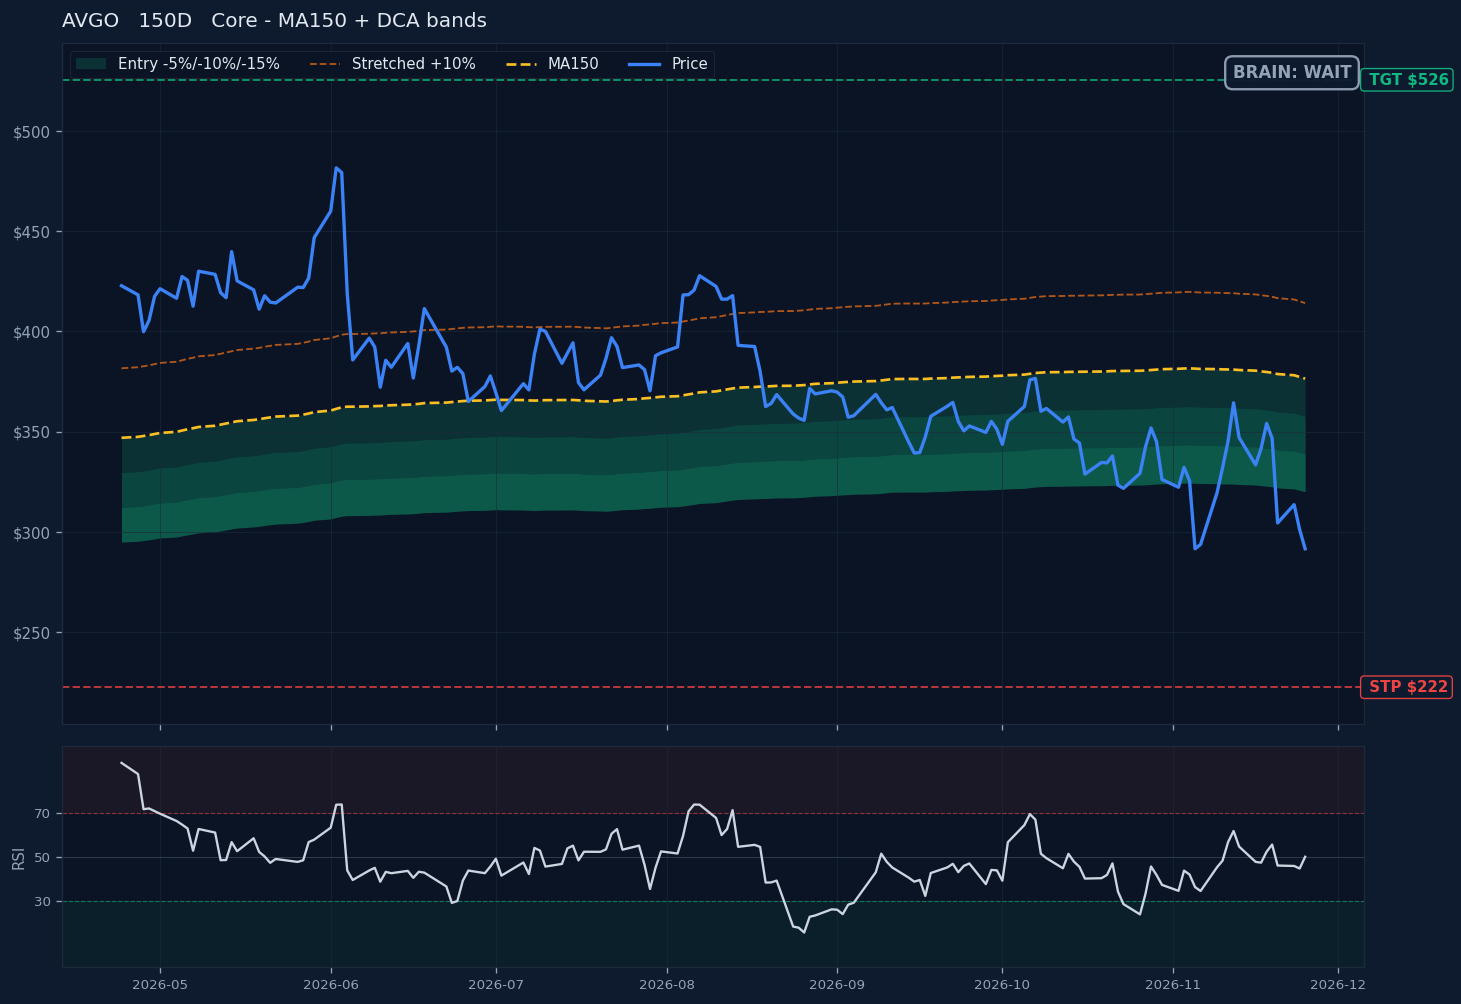 AVGO 150D Core - MA150 + DCA bands
Entry -5%/-10%/-15% Stretched +10% MA150 Price
BRAIN: WAIT
TGT $526
$500
$450
$400
$350
$300
$250
STP $222
RSI
70
50
30
2026-05 2026-06 2026-07 2026-08 2026-09 2026-10 2026-11 2026-12